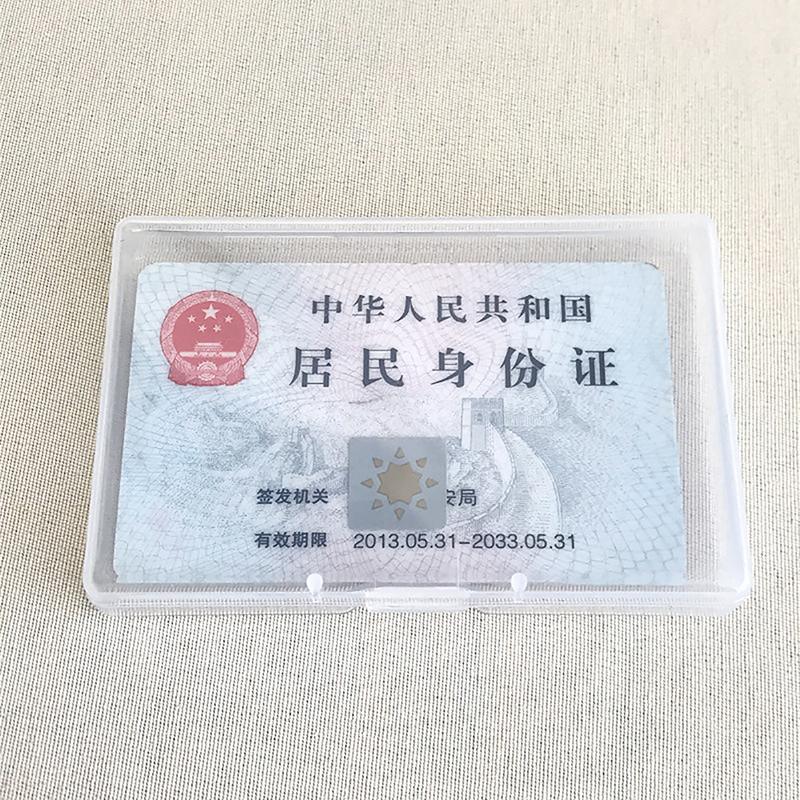 中华人民共和国
居民身份证
签发机关 安局
有效期限 2013.05.31-2033.05.31